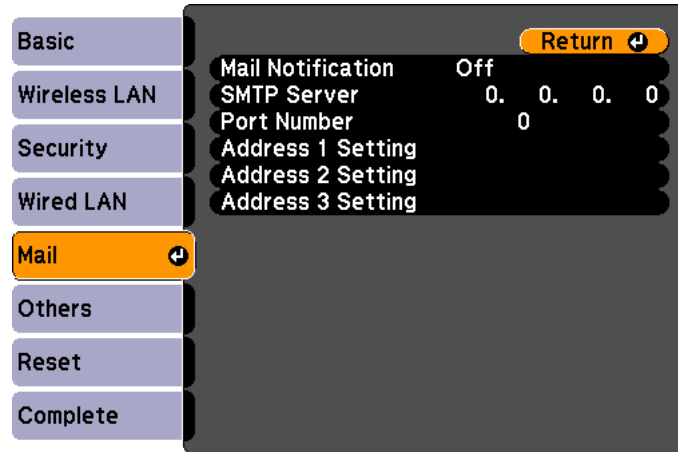 Basic
Wireless LAN
Security
Wired LAN
Mail
Others
Reset
Complete
Return
Mail Notification Off
SMTP Server 0. 0. 0. 0
Port Number 0
Address 1 Setting
Address 2 Setting
Address 3 Setting